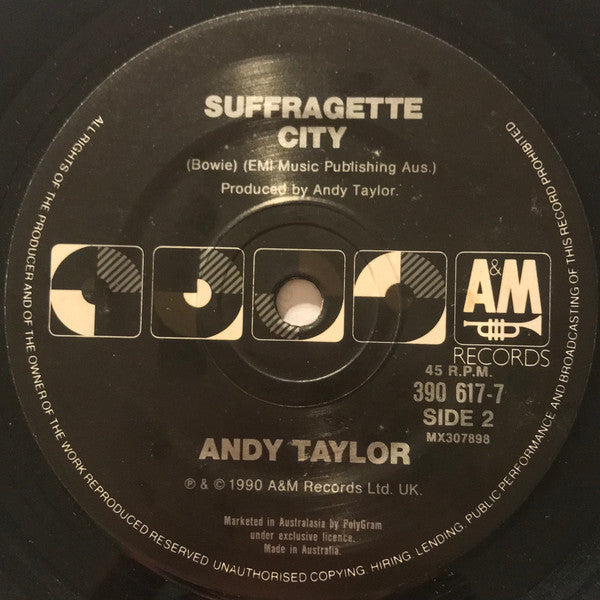 SUFFRAGETTE
CITY
(Bowie) (EMI Music Publishing Aus.)
Produced by Andy Taylor.
A&M
RECORDS
45 R.P.M.
390 617-7
SIDE 2
MX307898
ANDY TAYLOR
℗ & © 1990 A&M Records Ltd. UK.
Marketed in Australasia by PolyGram
under exclusive licence.
Made in Australia.
ALL RIGHTS OF THE PRODUCER AND OF THE OWNER OF THE WORK REPRODUCED RESERVED. UNAUTHORISED COPYING, HIRING, LENDING, PUBLIC PERFORMANCE AND BROADCASTING OF THIS RECORD PROHIBITED